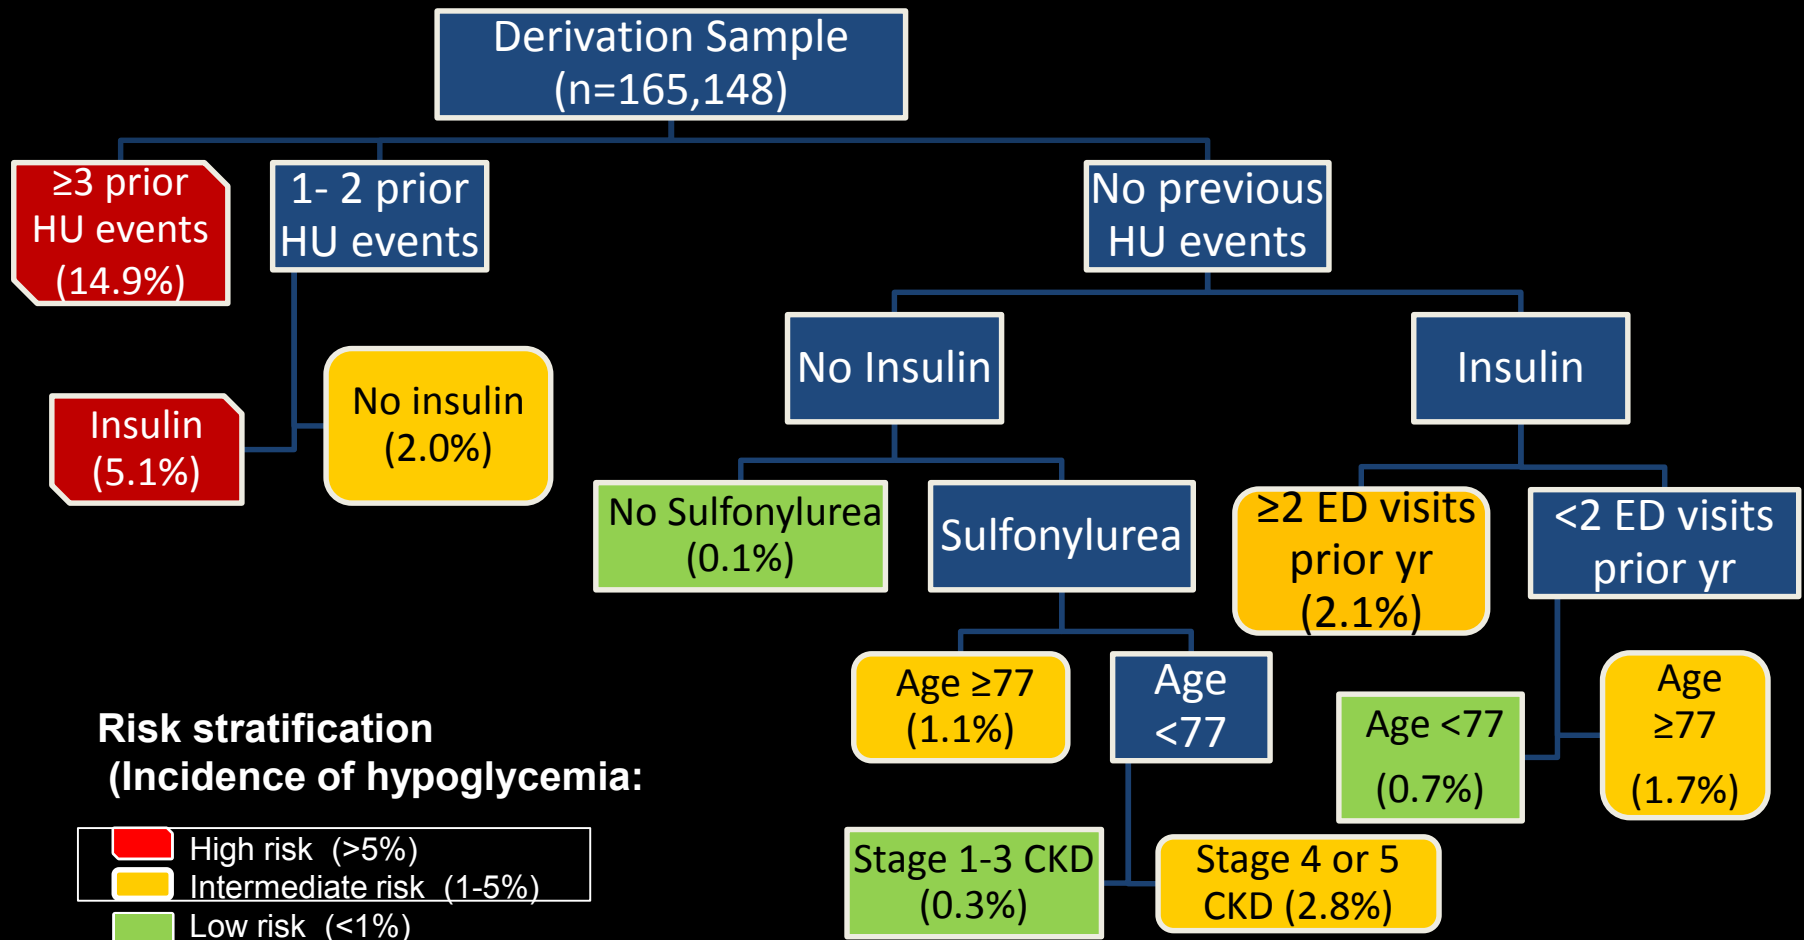 Derivation Sample
(n=165,148)
≥3 prior
HU events
(14.9%)
1- 2 prior
HU events
No previous
HU events
Insulin
(5.1%)
No insulin
(2.0%)
No Insulin
Insulin
No Sulfonylurea
(0.1%)
Sulfonylurea
≥2 ED visits
prior yr
(2.1%)
<2 ED visits
prior yr
Age ≥77
(1.1%)
Age
<77
Age <77
(0.7%)
Age
≥77
(1.7%)
Stage 1-3 CKD
(0.3%)
Stage 4 or 5
CKD (2.8%)
Risk stratification
(Incidence of hypoglycemia:
High risk (>5%)
Intermediate risk (1-5%)
Low risk (<1%)